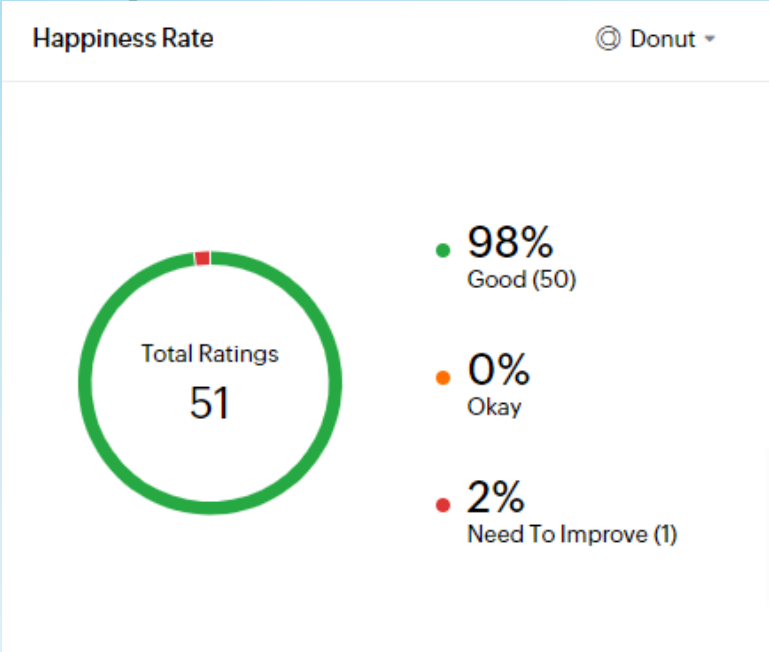 Happiness Rate
Donut
Total Ratings
51
98%
Good (50)
0%
Okay
2%
Need To Improve (1)